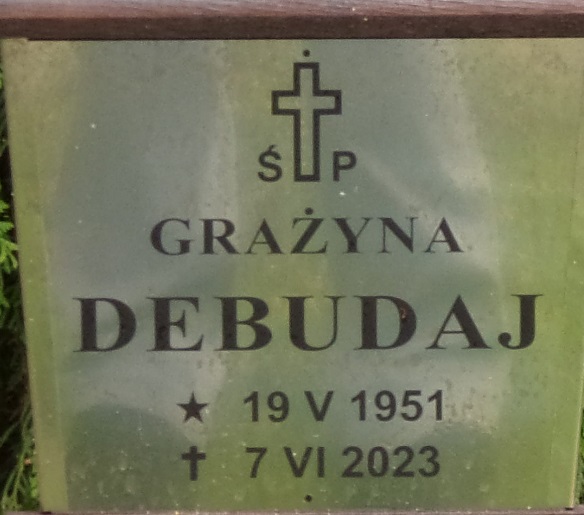 Ś P
GRAŻYNA
DEBUDAJ
★ 19 V 1951
✝ 7 VI 2023